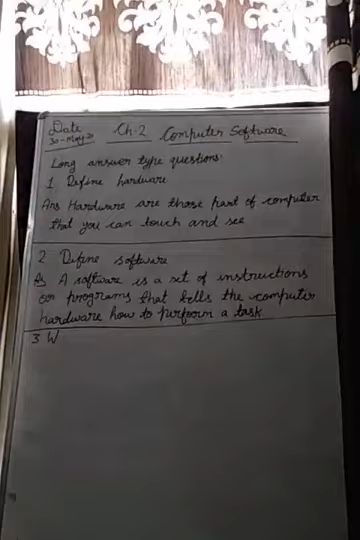 Date Ch-2 Computer Software
30-May-20
Long answer type questions:
1 Define hardware
Ans Hardware are those part of computer
that you can touch and see
2 Define software
As A software is a set of instructions
or programs that tells the computer
hardware how to perform a task
3 W